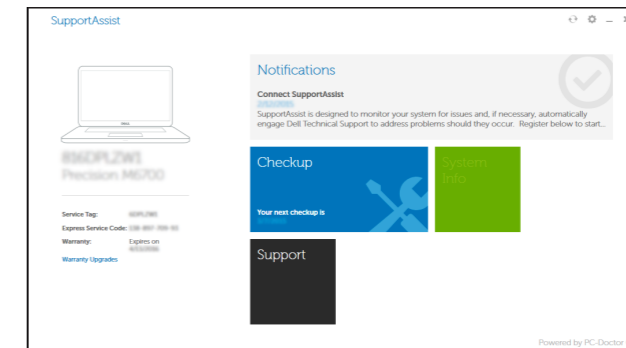 SupportAssist
DELL
Notifications
Connect SupportAssist
SupportAssist is designed to monitor your system for issues and, if necessary, automatically
engage Dell Technical Support to address problems should they occur. Register below to start...
Precision M6700
Checkup
System
Info
Your next checkup is
Service Tag:
Express Service Code:
Warranty: Expires on
Warranty Upgrades
Support
Powered by PC-Doctor